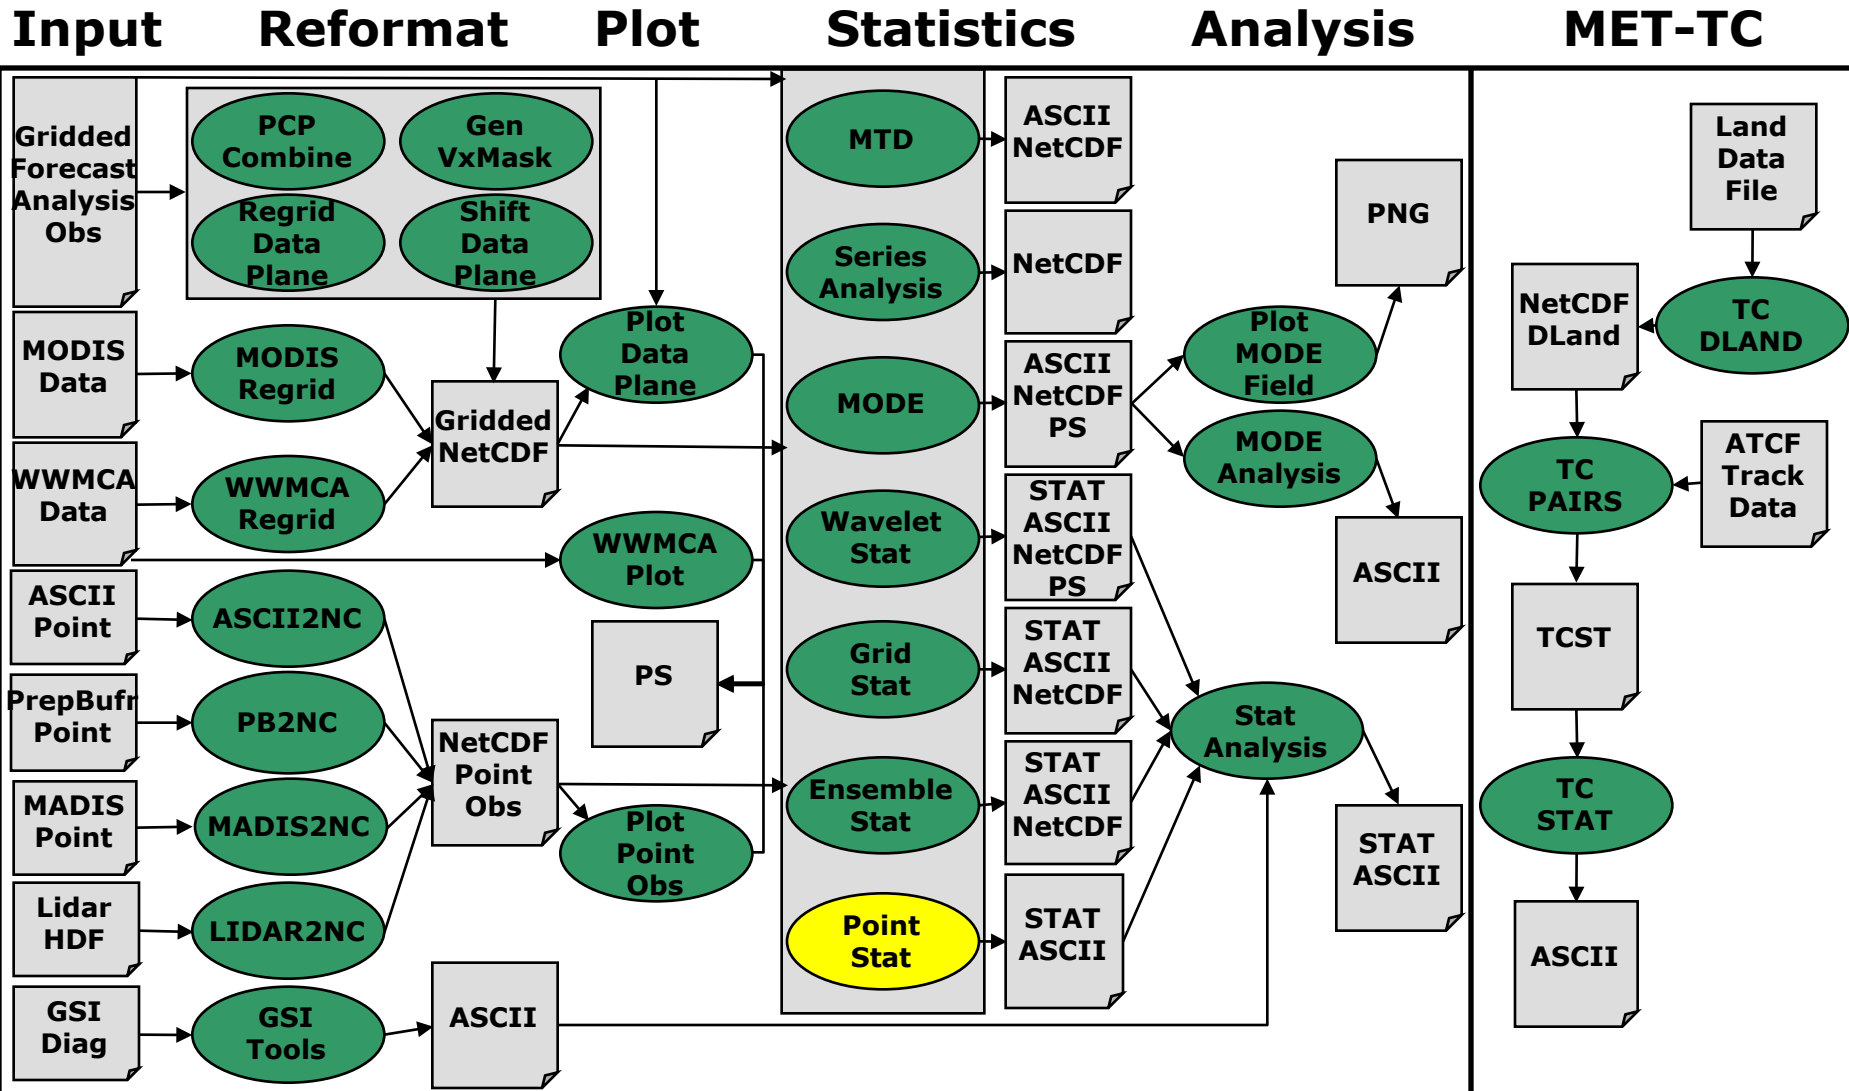 Input
Reformat
Plot
Statistics
Analysis
MET-TC
Gridded
Forecast
Analysis
Obs
PCP
Combine
Gen
VxMask
Regrid
Data
Plane
Shift
Data
Plane
MODIS
Data
MODIS
Regrid
WWMCA
Data
WWMCA
Regrid
Gridded
NetCDF
Plot
Data
Plane
WWMCA
Plot
ASCII
Point
ASCII2NC
PrepBufr
Point
PB2NC
MADIS
Point
MADIS2NC
Lidar
HDF
LIDAR2NC
GSI
Diag
GSI
Tools
NetCDF
Point
Obs
ASCII
PS
Plot
Point
Obs
MTD
ASCII
NetCDF
Series
Analysis
NetCDF
MODE
ASCII
NetCDF
PS
Wavelet
Stat
STAT
ASCII
NetCDF
PS
Grid
Stat
STAT
ASCII
NetCDF
Ensemble
Stat
STAT
ASCII
NetCDF
Point
Stat
STAT
ASCII
Plot
MODE
Field
MODE
Analysis
PNG
ASCII
Stat
Analysis
STAT
ASCII
Land
Data
File
TC
DLAND
NetCDF
DLand
TC
PAIRS
ATCF
Track
Data
TCST
TC
STAT
ASCII